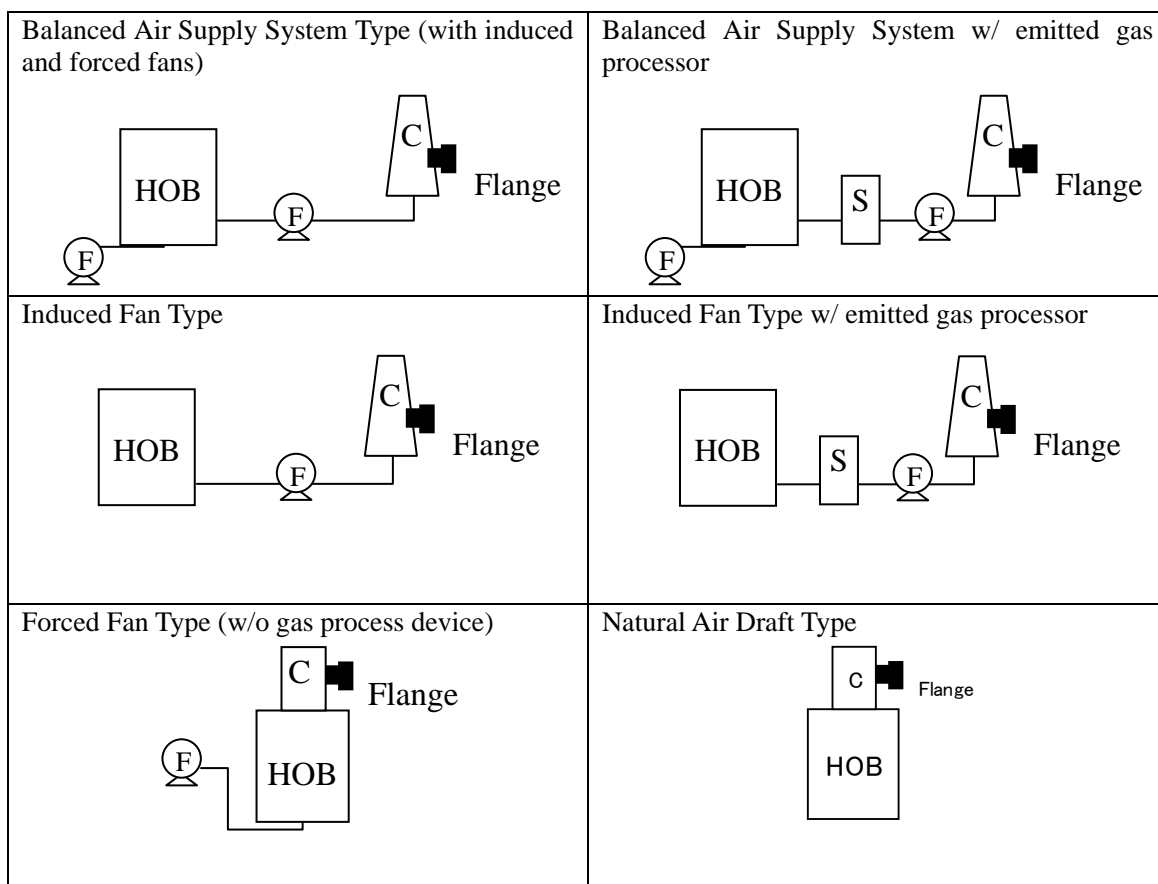 Balanced Air Supply System Type (with induced
and forced fans)
C
HOB
Flange
F
F
Balanced Air Supply System w/ emitted gas
processor
C
HOB
S
Flange
F
F
Induced Fan Type
C
HOB
Flange
F
Induced Fan Type w/ emitted gas processor
C
HOB
S
Flange
F
Forced Fan Type (w/o gas process device)
C
Flange
F
HOB
Natural Air Draft Type
C
Flange
HOB